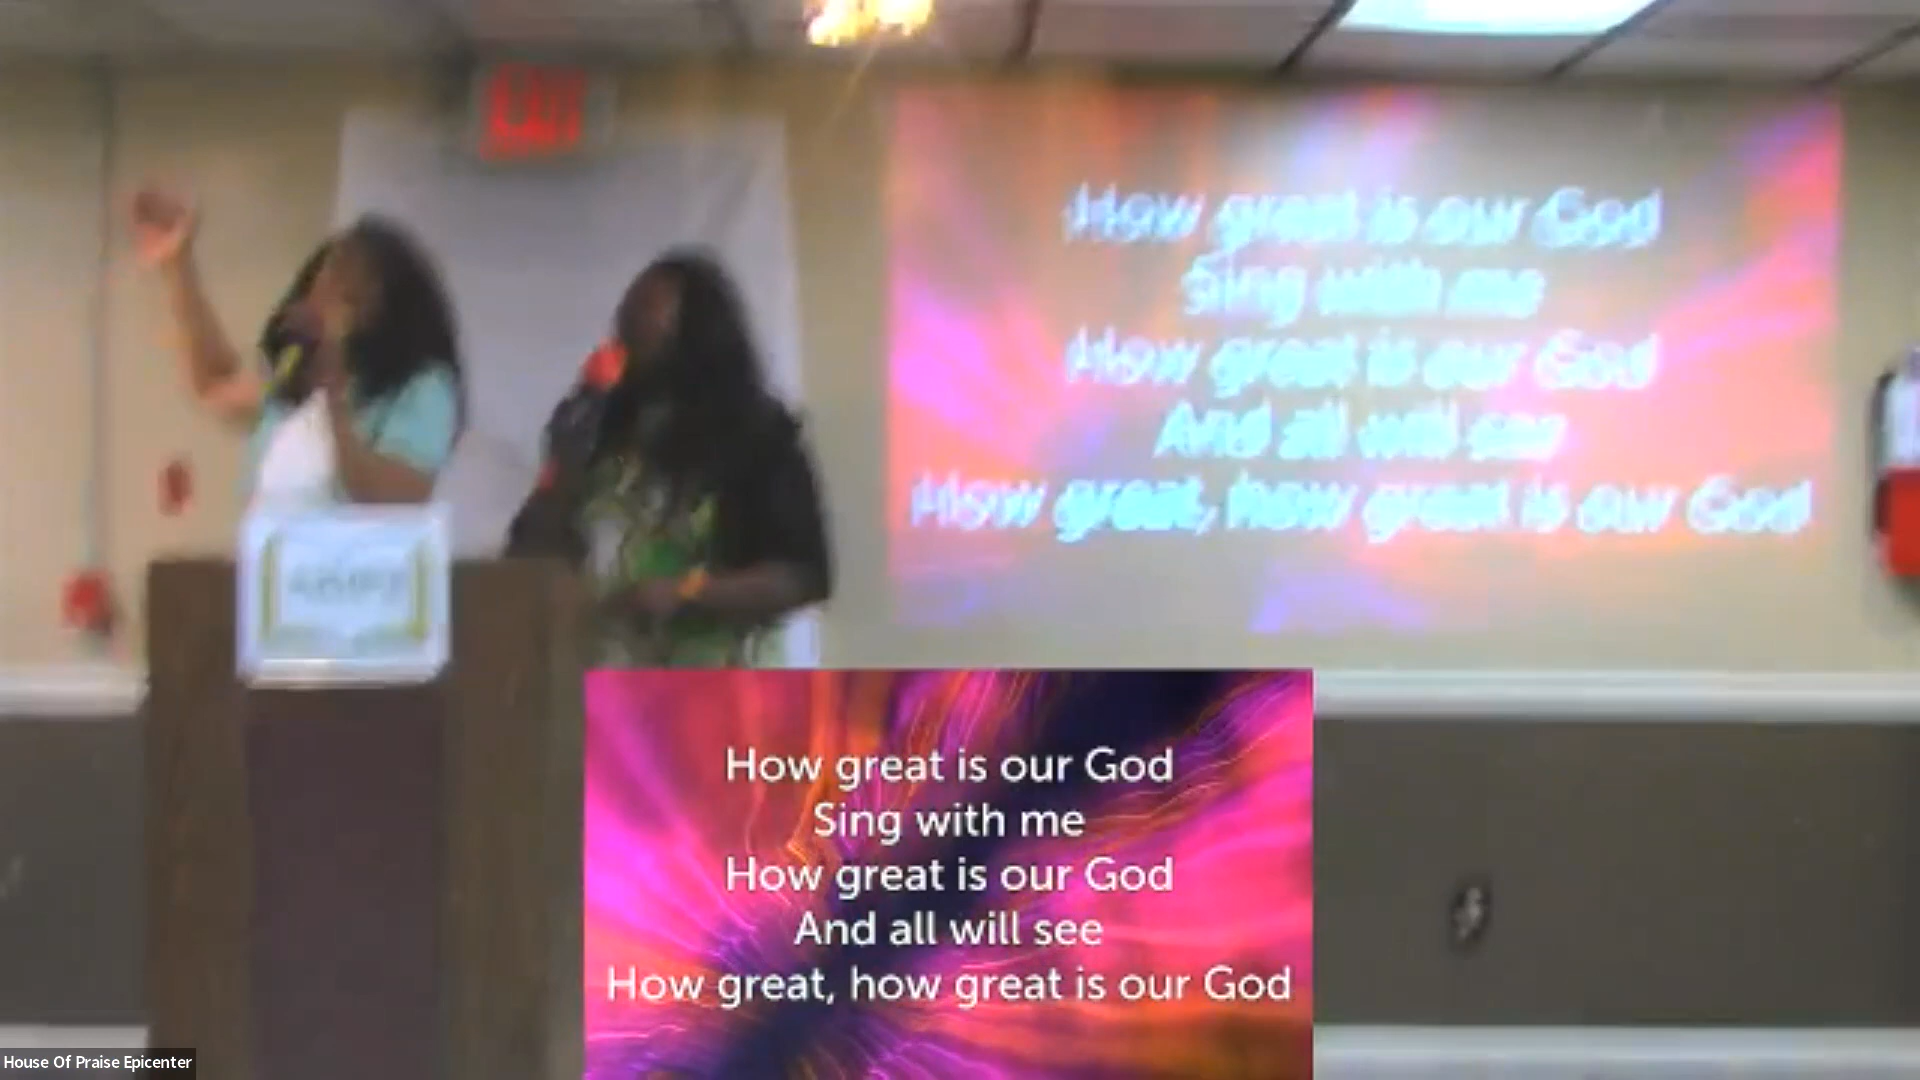 EXIT
How great is our God
Sing with me
How great is our God
And all will see
How great, how great is our God
How great is our God
Sing with me
How great is our God
And all will see
How great, how great is our God
House Of Praise Epicenter